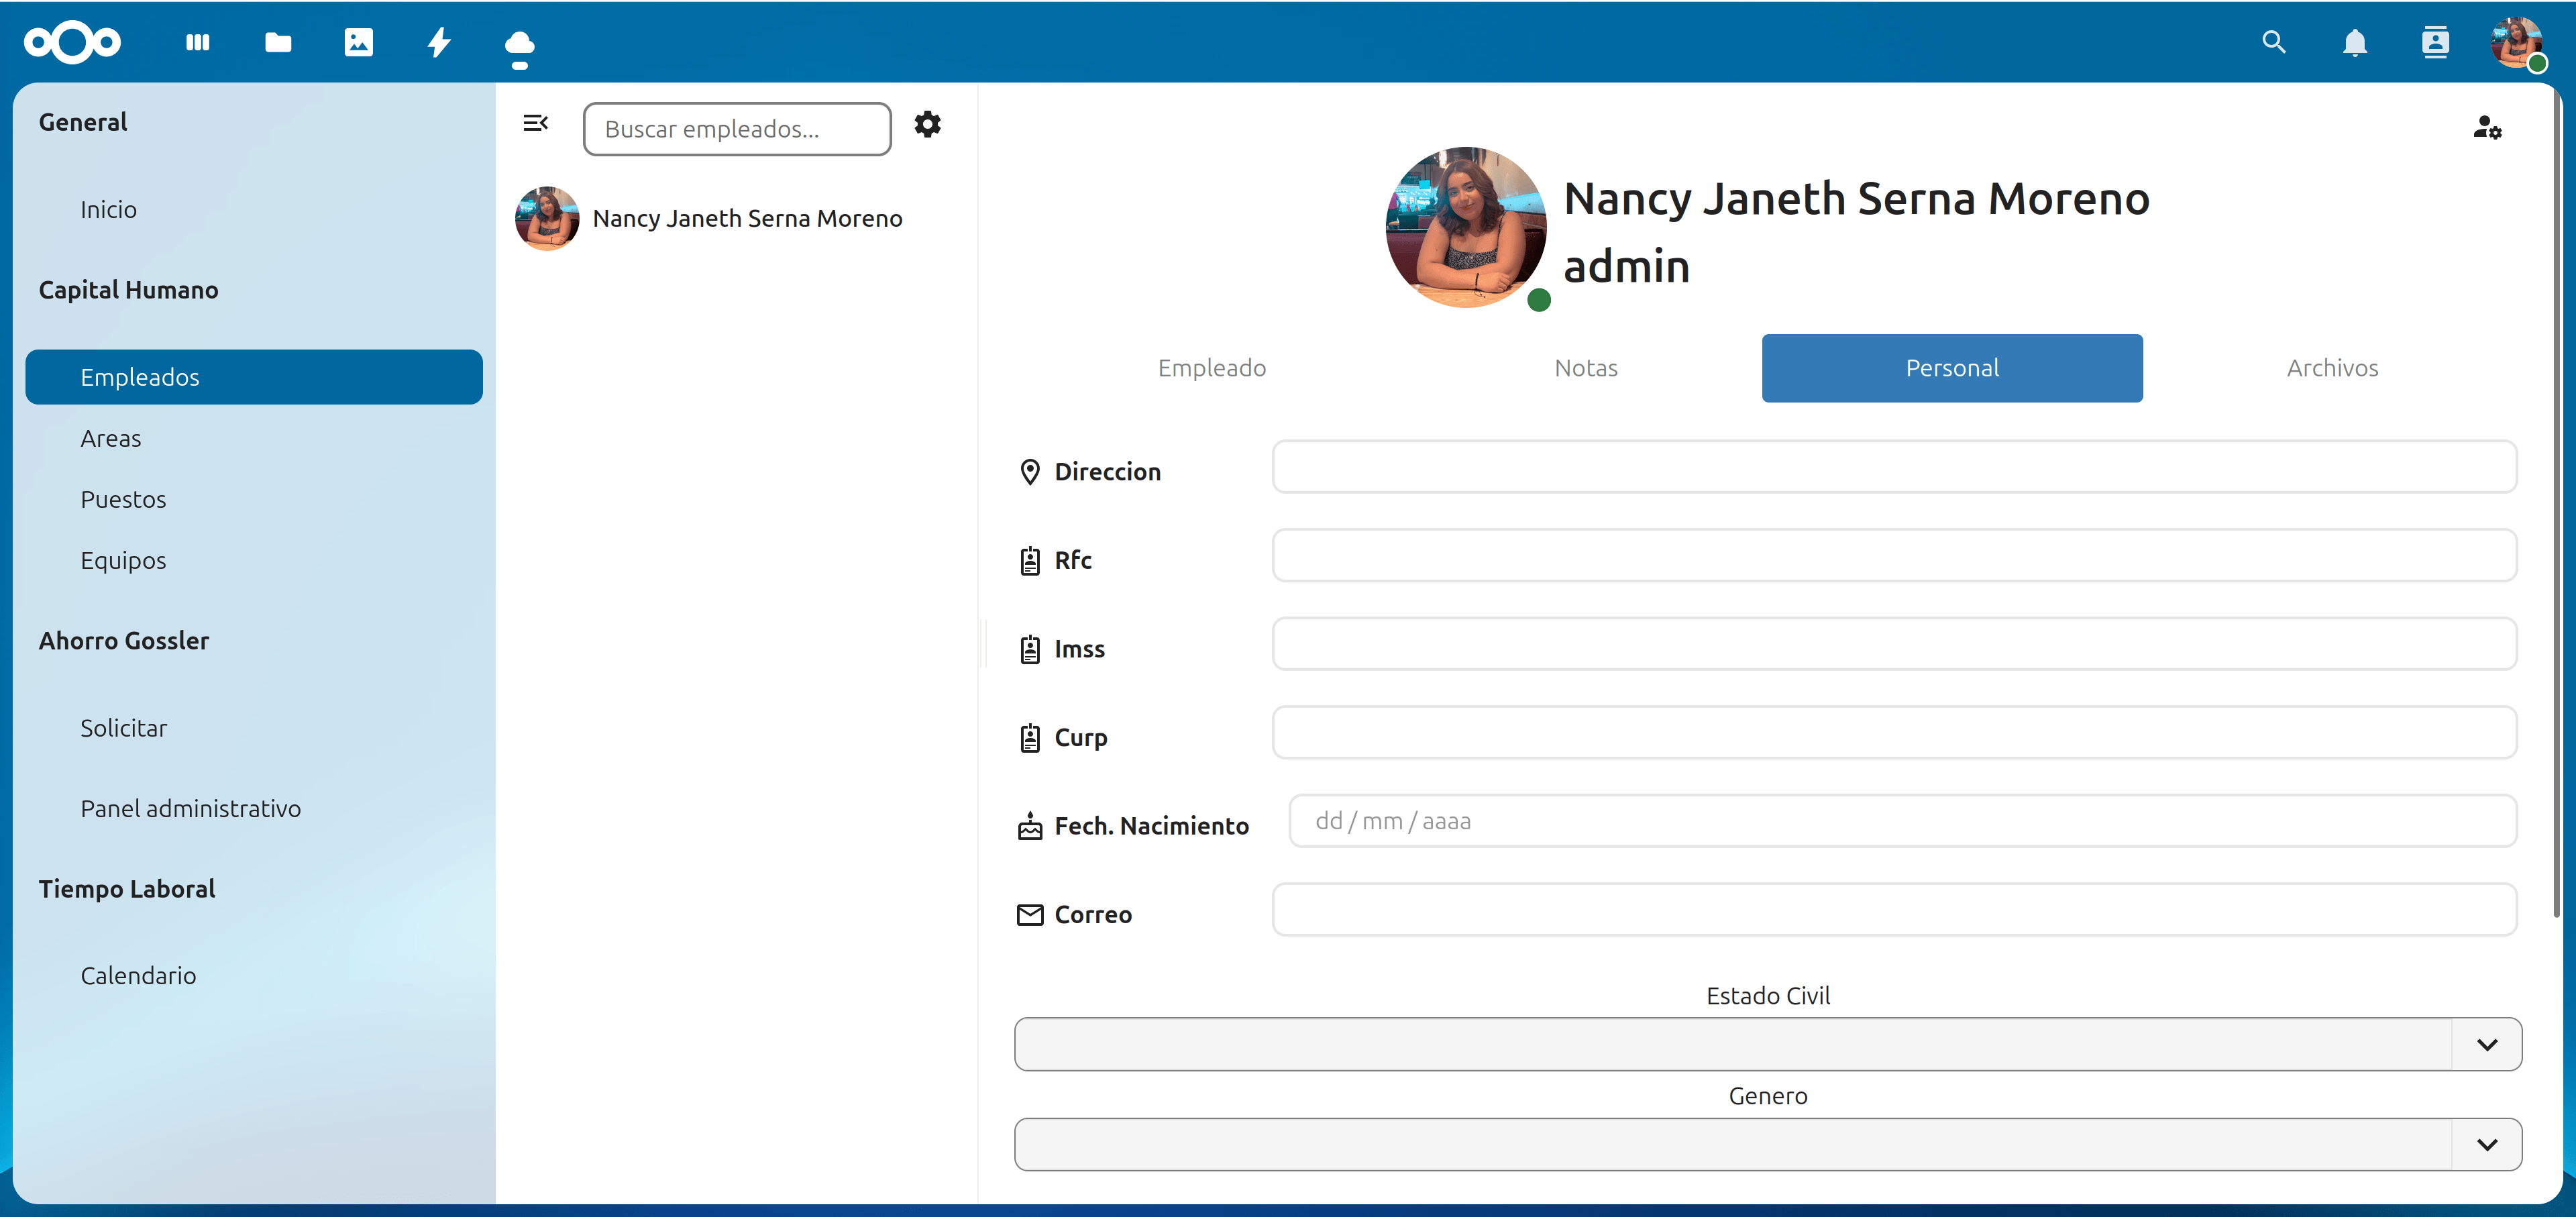 General
Inicio
Capital Humano
Empleados
Areas
Puestos
Equipos
Ahorro Gossler
Solicitar
Panel administrativo
Tiempo Laboral
Calendario
Buscar empleados...
Nancy Janeth Serna Moreno
Nancy Janeth Serna Moreno
admin
Empleado Notas Personal Archivos
Direccion
Rfc
Imss
Curp
Fech. Nacimiento dd / mm / aaaa
Correo
Estado Civil
Genero